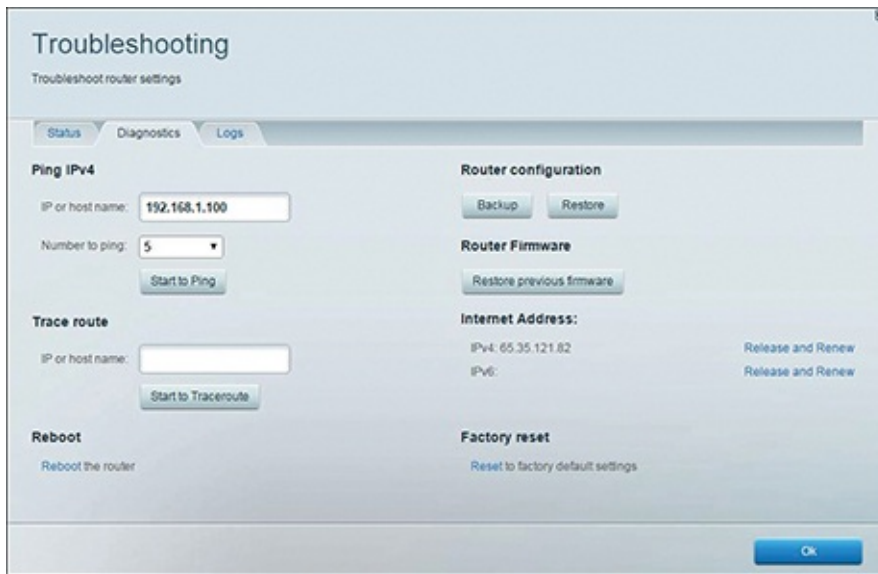 Troubleshooting
Troubleshoot router settings
Status
Diagnostics
Logs
Ping IPv4
IP or host name: 192.168.1.100
Number to ping: 5
Start to Ping
Trace route
IP or host name:
Start to Traceroute
Reboot
Reboot the router
Router configuration
Backup
Restore
Router Firmware
Restore previous firmware
Internet Address:
IPv4: 65.35.121.82 Release and Renew
IPv6: Release and Renew
Factory reset
Reset to factory default settings
Ok